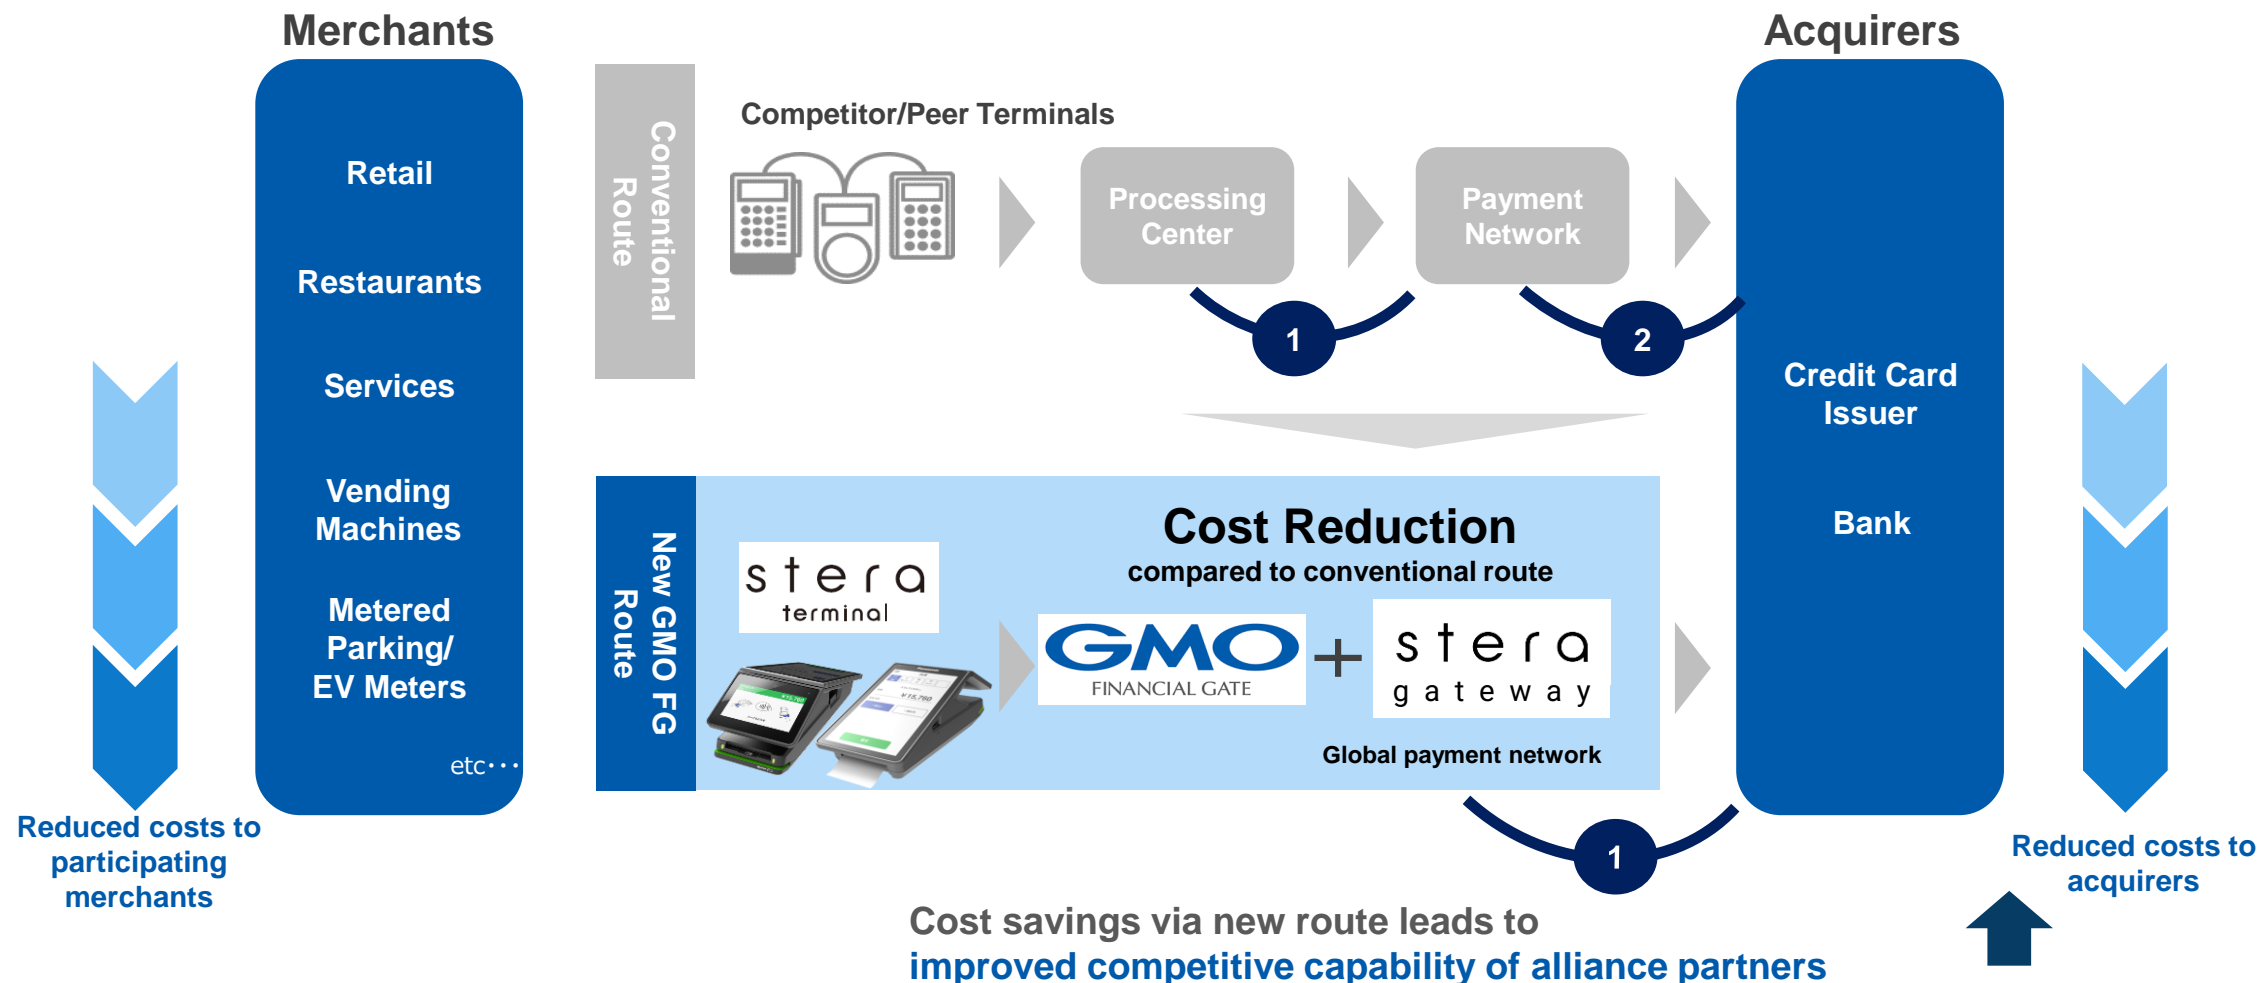 Merchants
Acquirers
Retail
Restaurants
Services
Vending
Machines
Metered
Parking/
EV Meters
etc･･･
Conventional
Route
Competitor/Peer Terminals
Processing
Center
Payment
Network
1
2
Credit Card
Issuer
Bank
New GMO FG
Route
stera
terminal
Cost Reduction
compared to conventional route
GMO
FINANCIAL GATE
+
stera
gateway
Global payment network
1
Reduced costs to
participating
merchants
Reduced costs to
acquirers
Cost savings via new route leads to
improved competitive capability of alliance partners